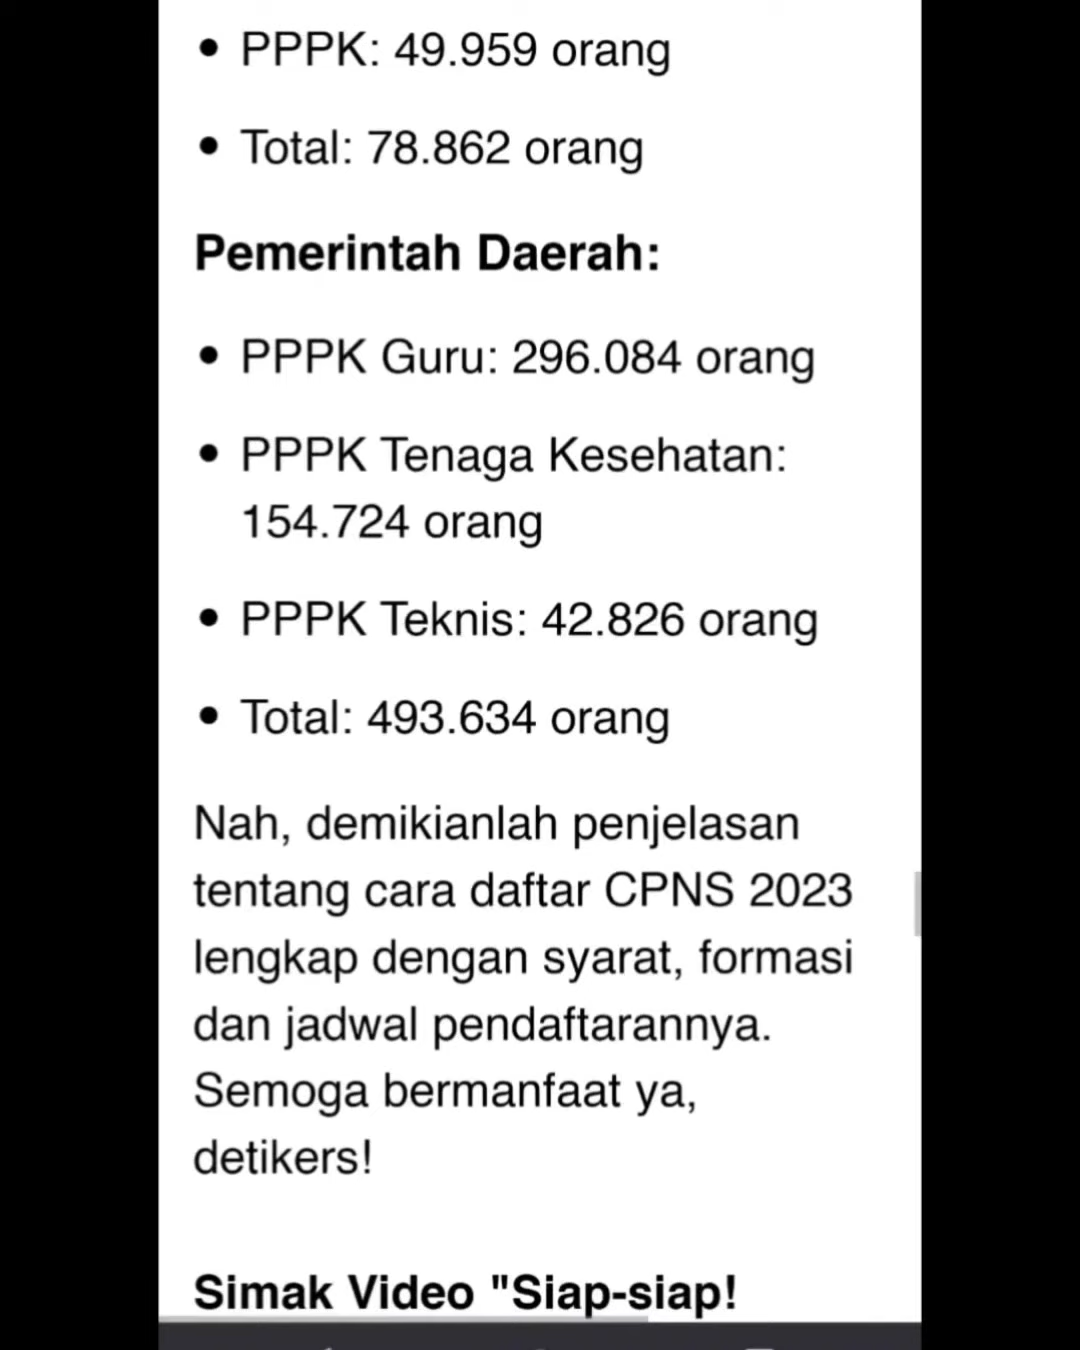 • PPPK: 49.959 orang
• Total: 78.862 orang
Pemerintah Daerah:
• PPPK Guru: 296.084 orang
• PPPK Tenaga Kesehatan:
154.724 orang
• PPPK Teknis: 42.826 orang
• Total: 493.634 orang
Nah, demikianlah penjelasan
tentang cara daftar CPNS 2023
lengkap dengan syarat, formasi
dan jadwal pendaftarannya.
Semoga bermanfaat ya,
detikers!
Simak Video "Siap-siap!